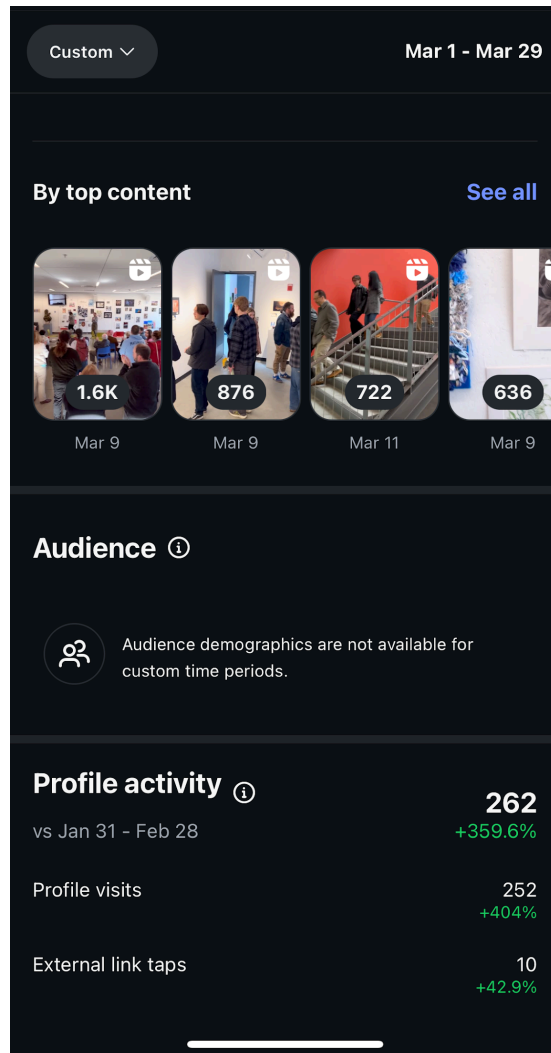 Custom
Mar 1 - Mar 29
By top content
See all
1.6K
876
722
636
Mar 9
Mar 9
Mar 11
Mar 9
Audience
Audience demographics are not available for
custom time periods.
Profile activity
262
vs Jan 31 - Feb 28
+359.6%
Profile visits
252
+404%
External link taps
10
+42.9%